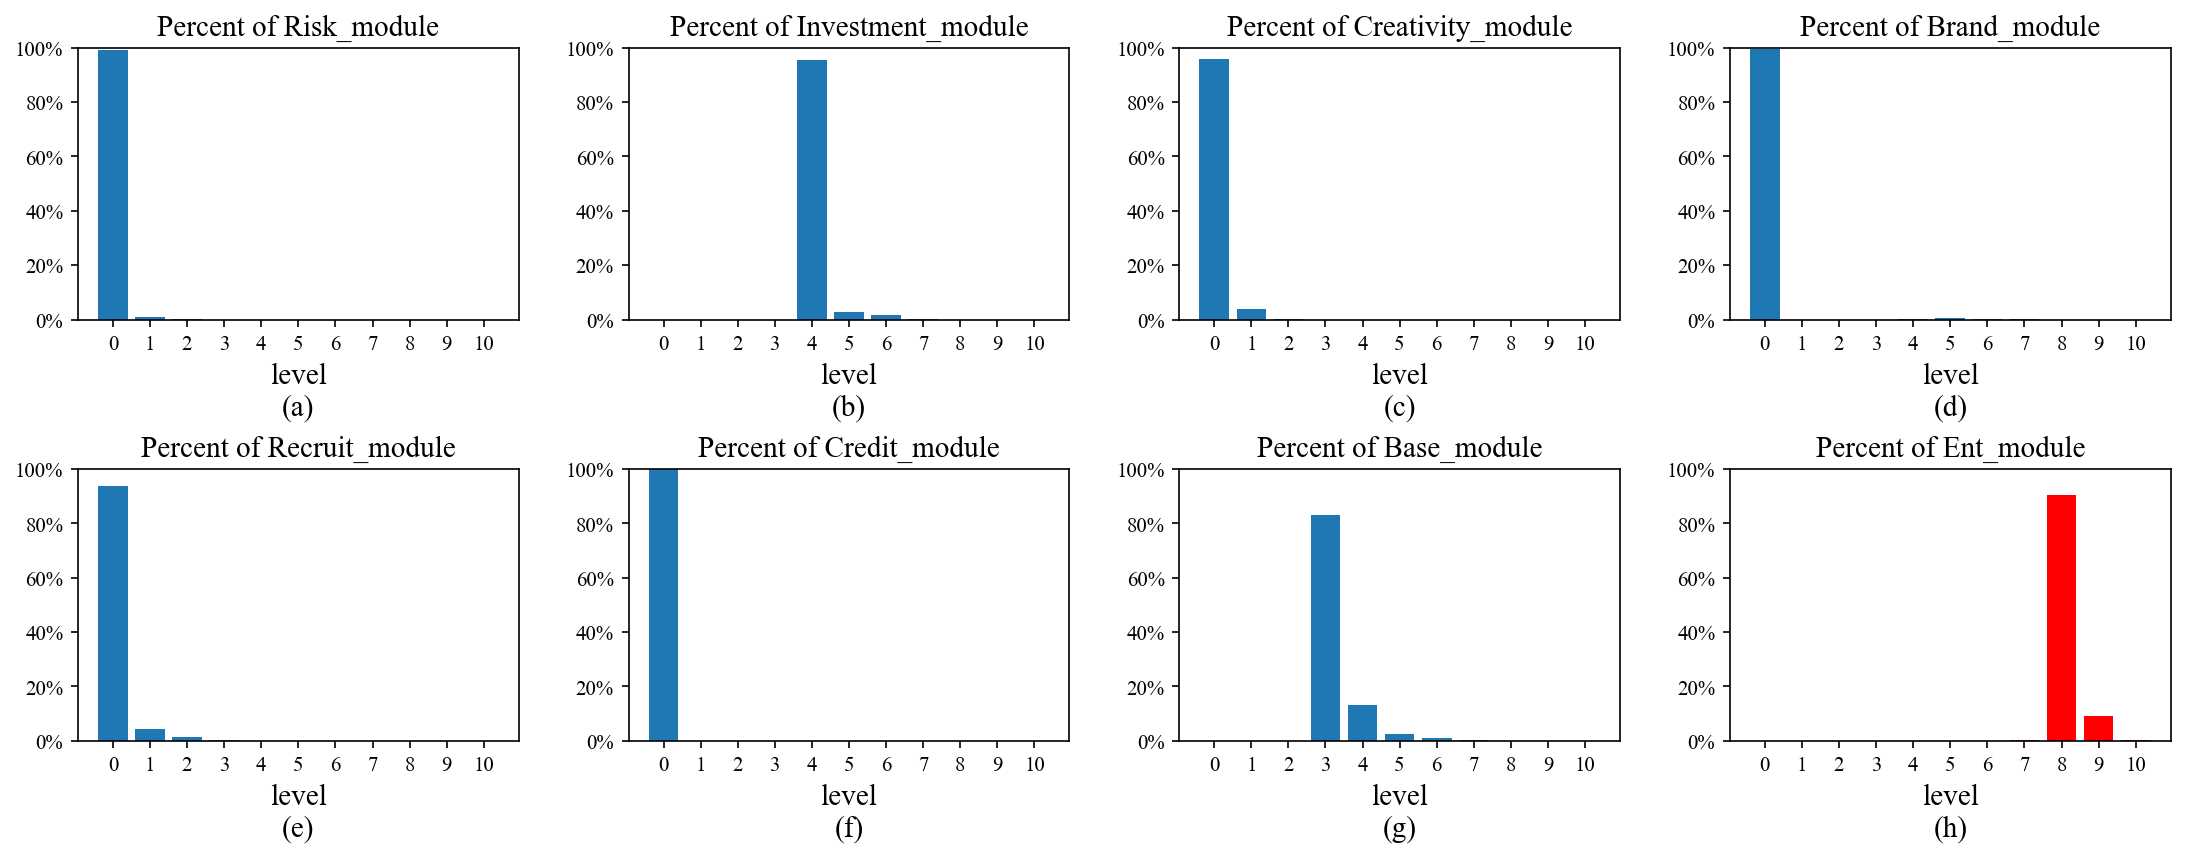 Percent of Risk_module
100%
80%
60%
40%
20%
0%
0 1 2 3 4 5 6 7 8 9 10
level
(a)
Percent of Investment_module
100%
80%
60%
40%
20%
0%
0 1 2 3 4 5 6 7 8 9 10
level
(b)
Percent of Creativity_module
100%
80%
60%
40%
20%
0%
0 1 2 3 4 5 6 7 8 9 10
level
(c)
Percent of Brand_module
100%
80%
60%
40%
20%
0%
0 1 2 3 4 5 6 7 8 9 10
level
(d)
Percent of Recruit_module
100%
80%
60%
40%
20%
0%
0 1 2 3 4 5 6 7 8 9 10
level
(e)
Percent of Credit_module
100%
80%
60%
40%
20%
0%
0 1 2 3 4 5 6 7 8 9 10
level
(f)
Percent of Base_module
100%
80%
60%
40%
20%
0%
0 1 2 3 4 5 6 7 8 9 10
level
(g)
Percent of Ent_module
100%
80%
60%
40%
20%
0%
0 1 2 3 4 5 6 7 8 9 10
level
(h)